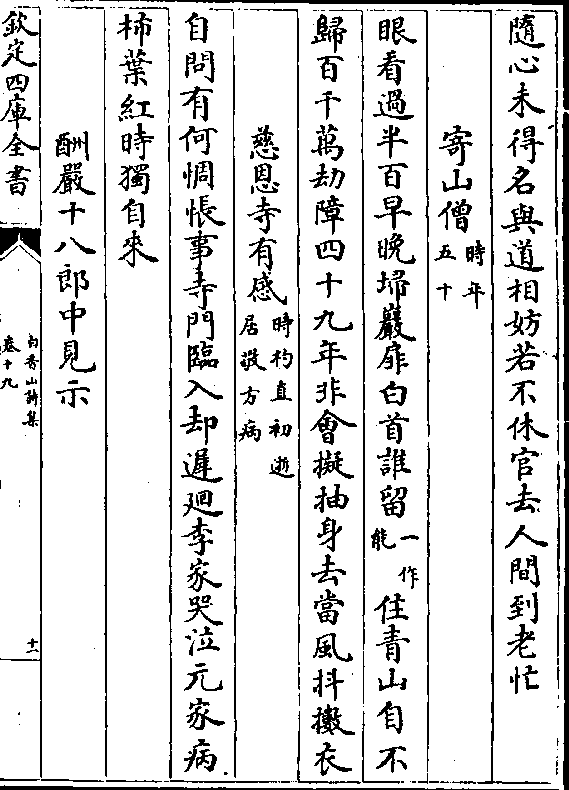 隨心未得名與道相妨若不休官去人間到老忙
寄山僧時年五十
眼看過半百早晚埽巖扉白首誰留一作能住青山自不
歸百千萬劫障四十九年非會擬抽身去當風抖擻衣
慈恩寺有感時杓直初逝居敬方病
自問有何惆悵事寺門臨入却遲廻李家哭泣元家病
柿葉紅時獨自來
酬嚴十八郎中見示
欽定四庫全書
白香山詩集
卷十九
十一